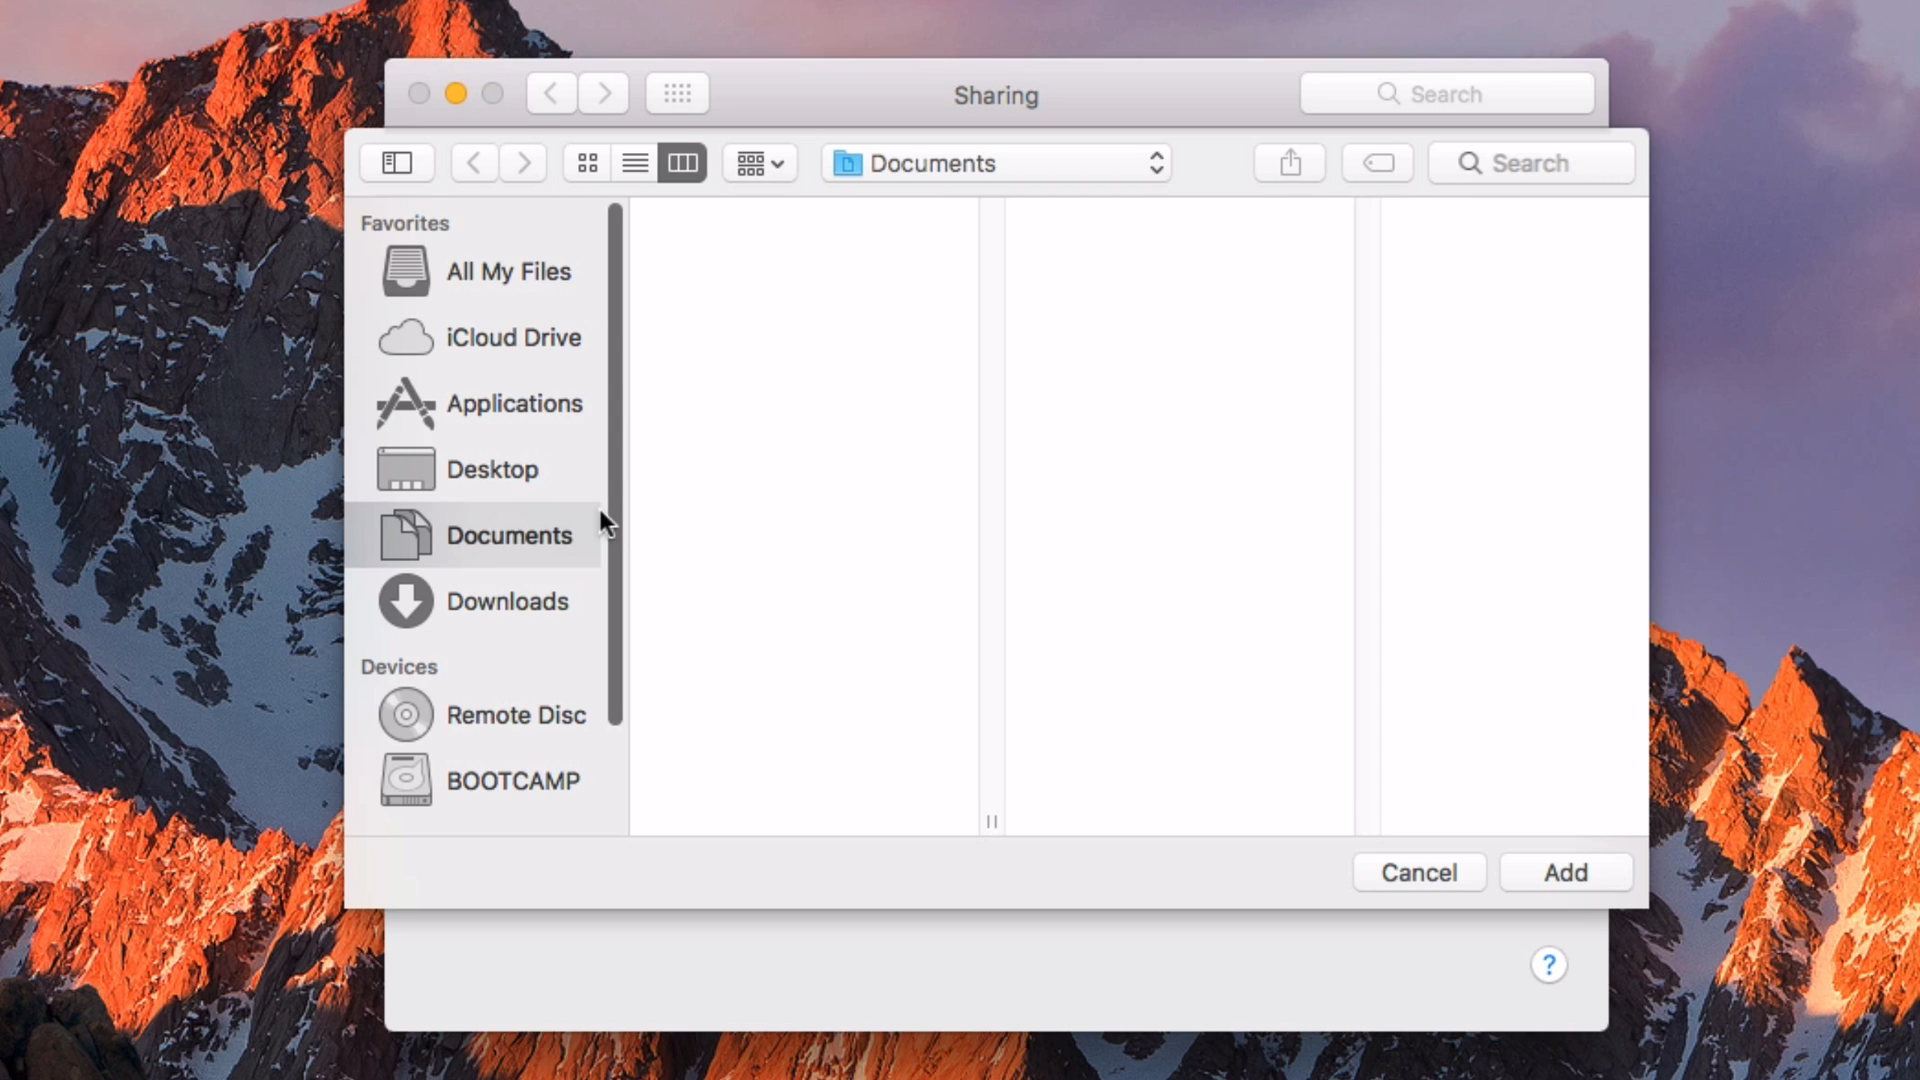 Sharing
Search
Documents
Search
Favorites
All My Files
iCloud Drive
Applications
Desktop
Documents
Downloads
Devices
Remote Disc
BOOTCAMP
Cancel
Add
?